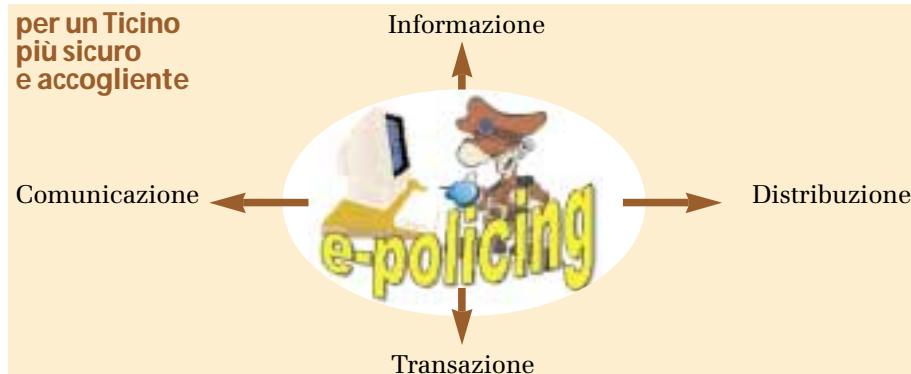 per un Ticino
più sicuro
e accogliente
Informazione
Comunicazione
Distribuzione
e-policing
Transazione